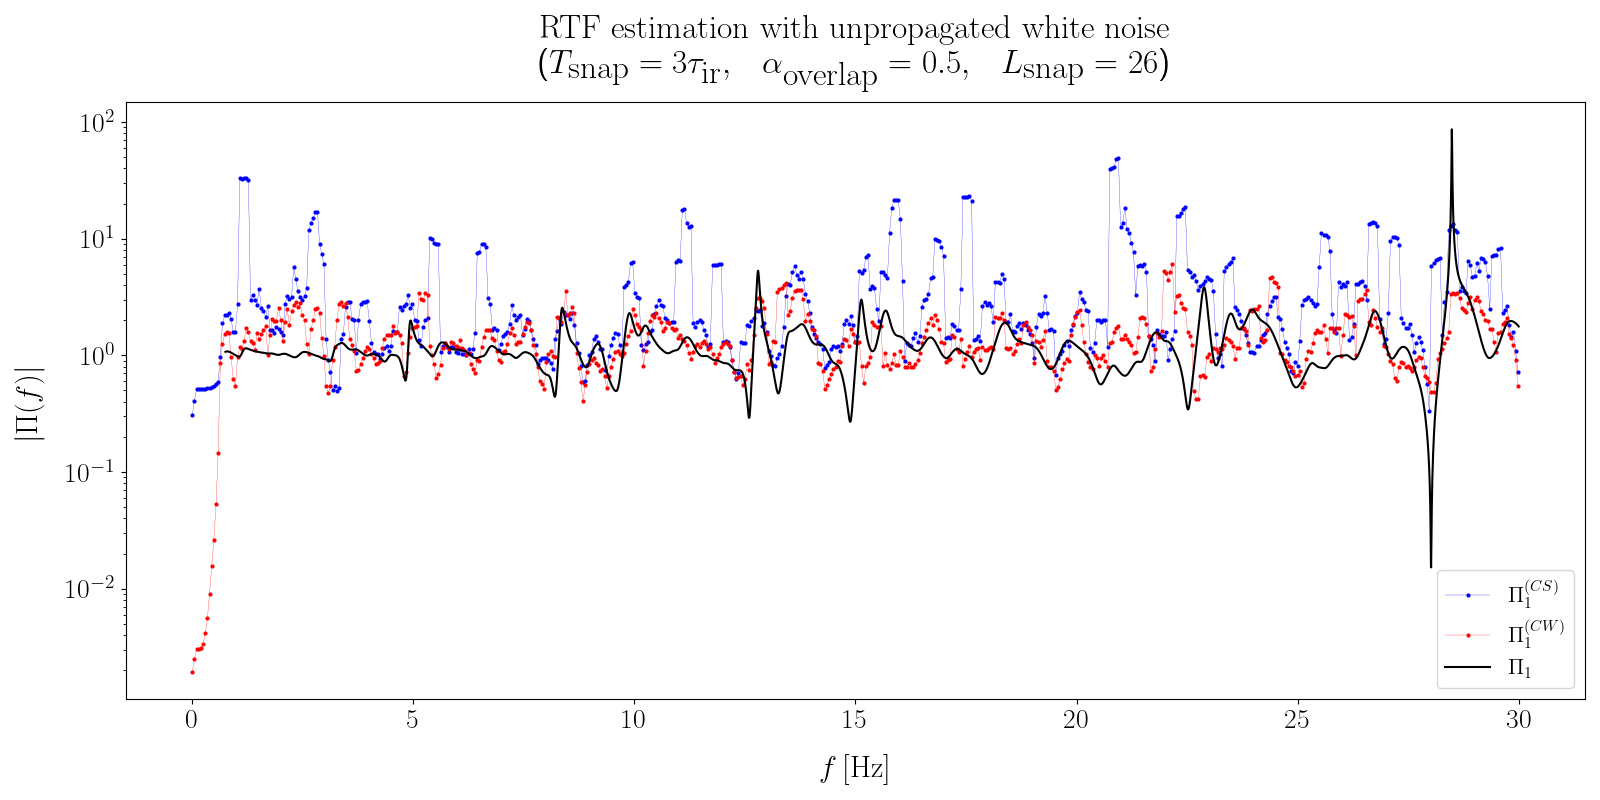 RTF estimation with unpropagated white noise
(T_snap = 3τ_ir, α_overlap = 0.5, L_snap = 26)
|Π(f)|
10^2
10^1
10^0
10^−1
10^−2
0 5 10 15 20 25 30
f [Hz]
Π_1^(CS)
Π_1^(CW)
Π_1